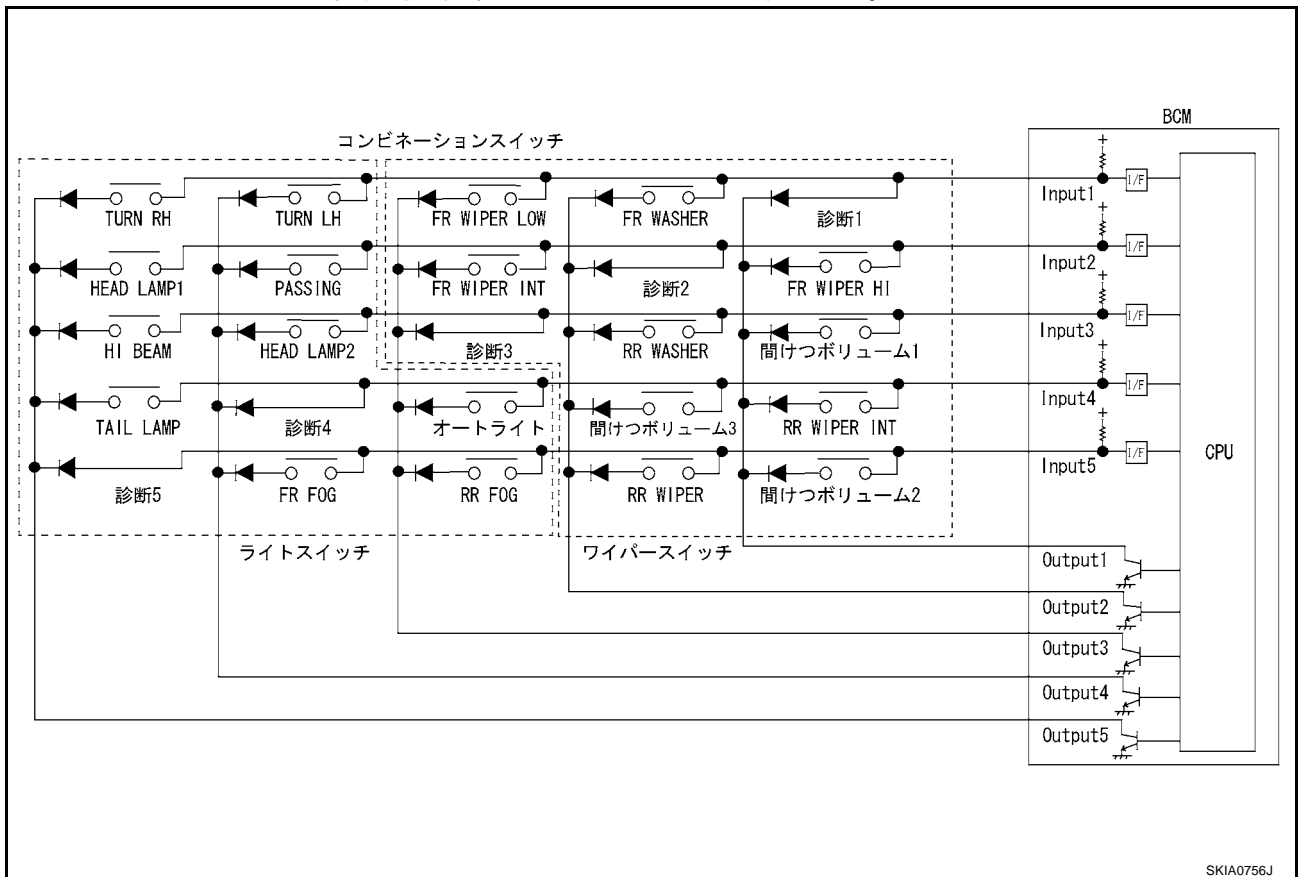 BCM
コンビネーションスイッチ
+
I/F
Input1
TURN RH
TURN LH
FR WIPER LOW
FR WASHER
診断1
+
I/F
Input2
HEAD LAMP1
PASSING
FR WIPER INT
診断2
FR WIPER HI
+
I/F
Input3
HI BEAM
HEAD LAMP2
診断3
RR WASHER
間けつボリューム1
+
I/F
Input4
TAIL LAMP
診断4
オートライト
間けつボリューム3
RR WIPER INT
+
I/F
CPU
Input5
診断5
FR FOG
RR FOG
RR WIPER
間けつボリューム2
ライトスイッチ
ワイパースイッチ
Output1
Output2
Output3
Output4
Output5
SKIA0756J